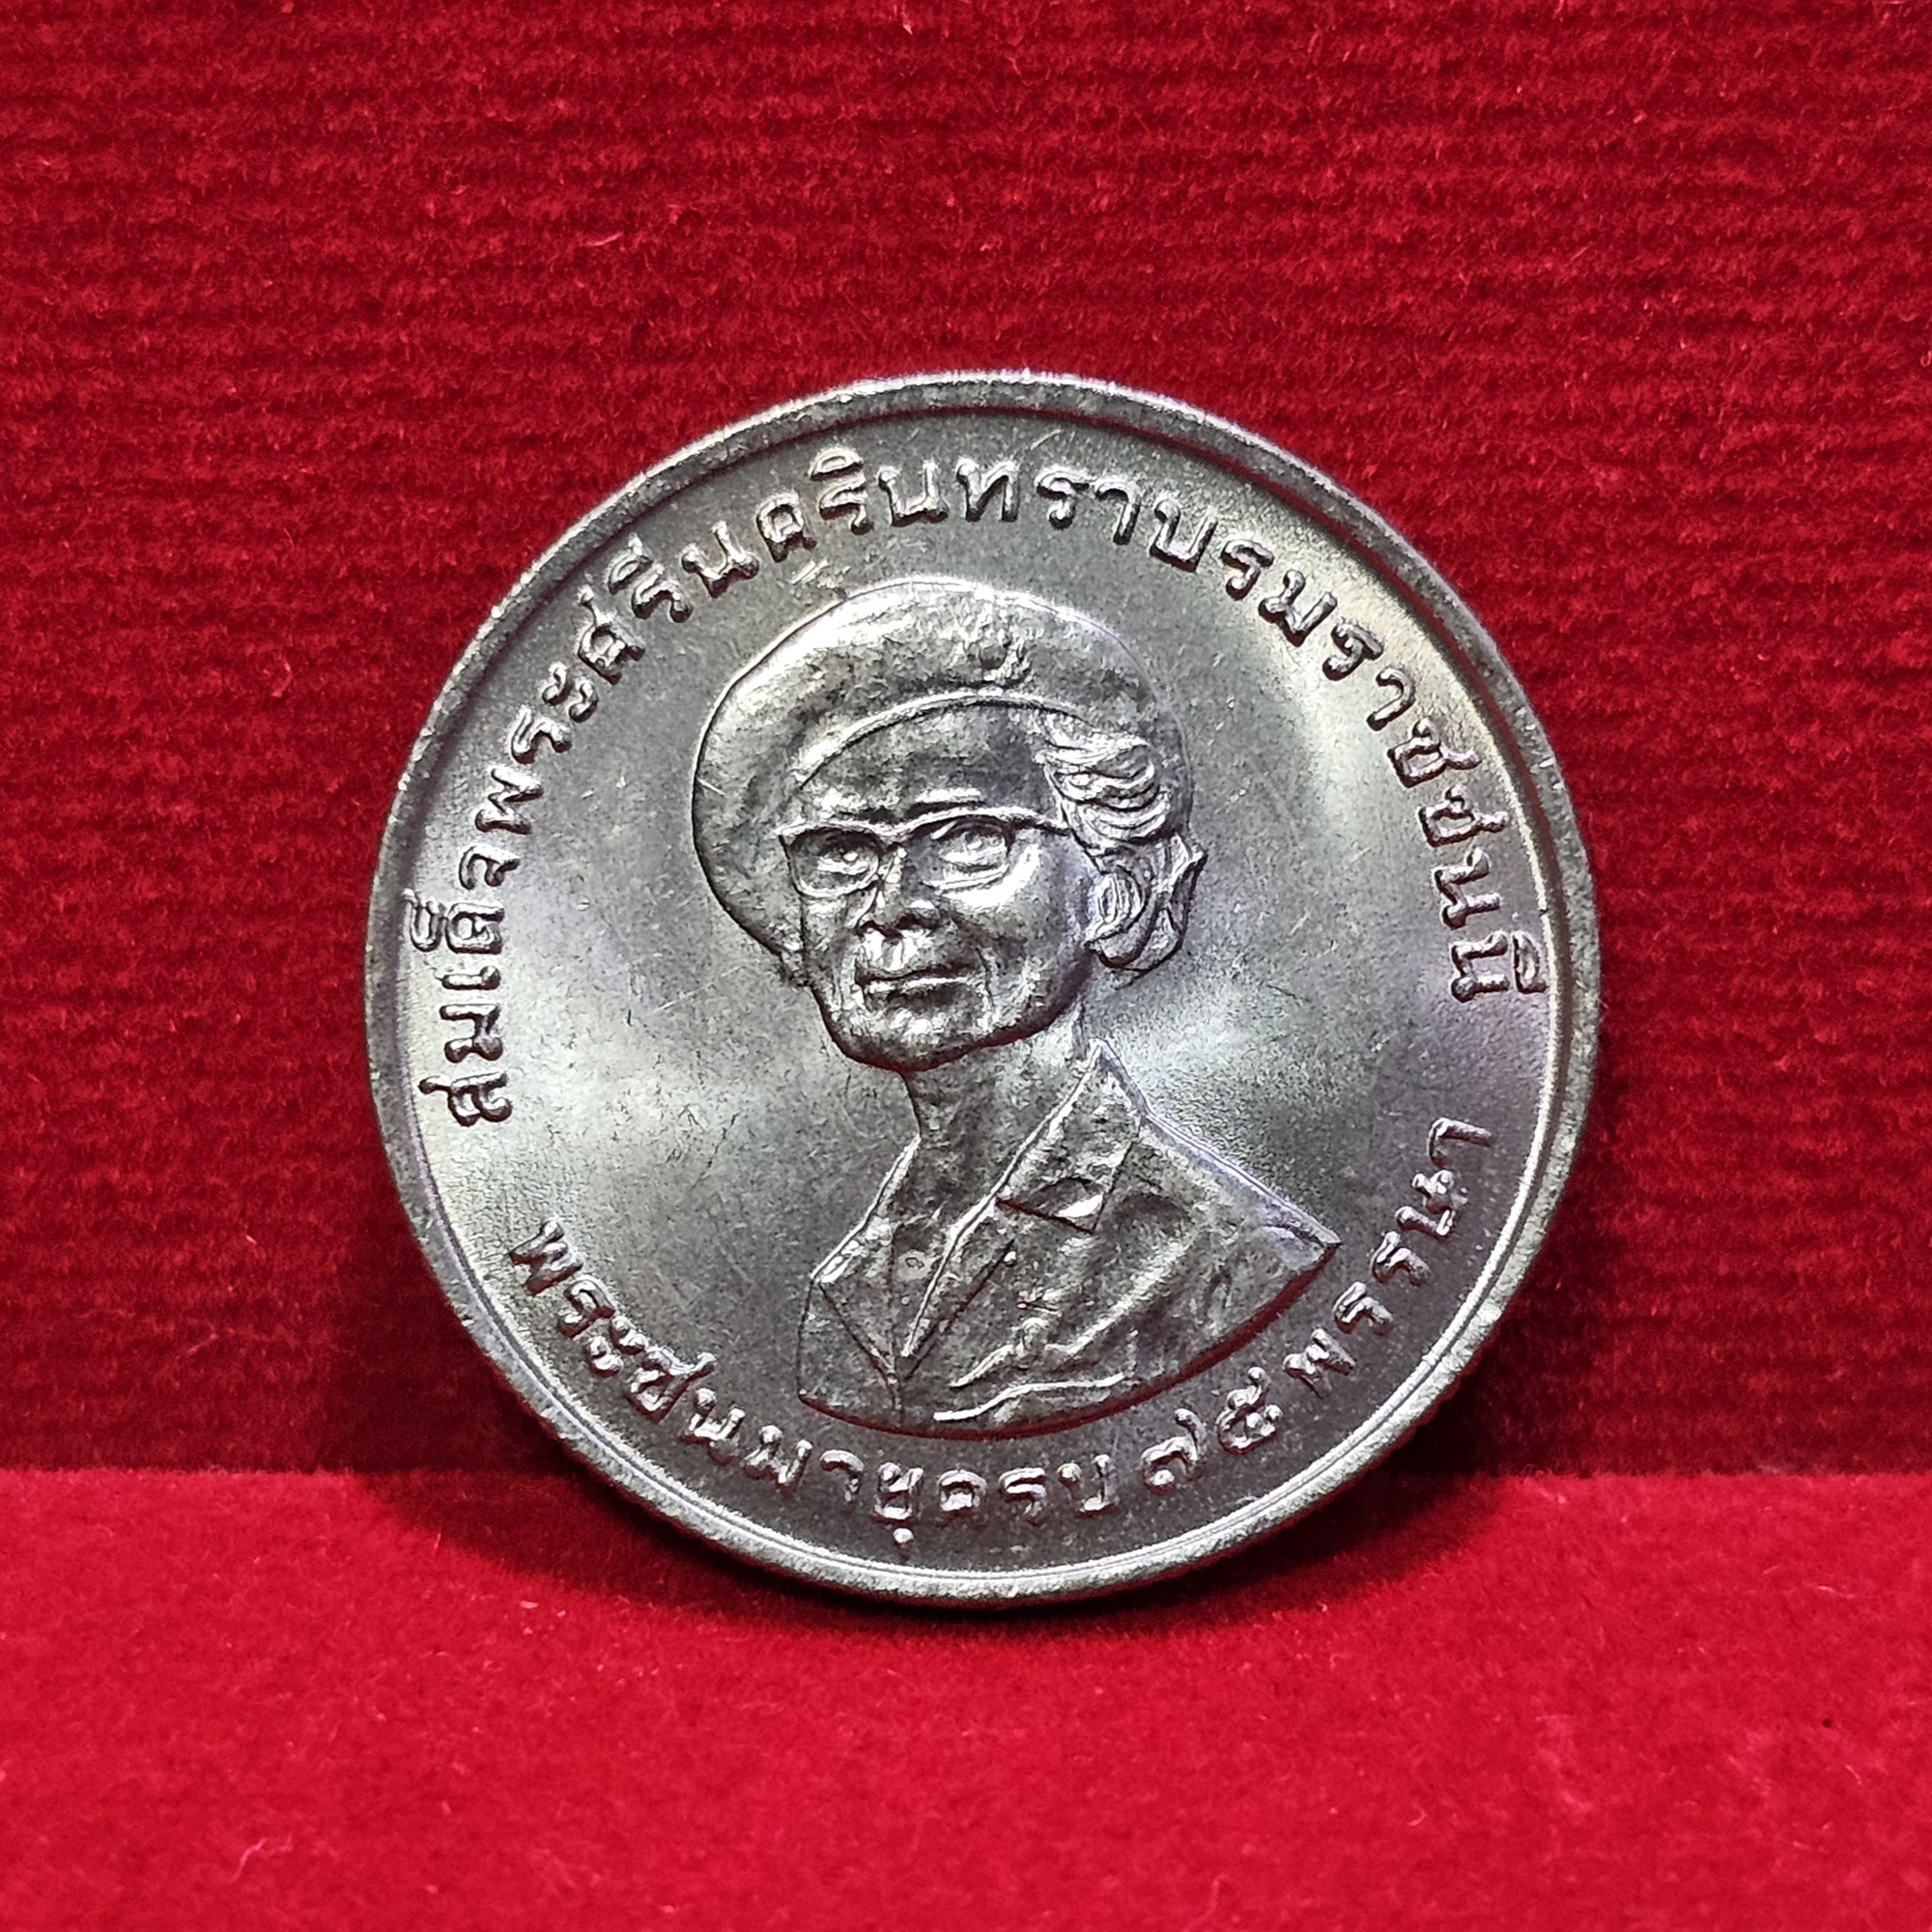 สมเด็จพระศรีนครินทราบรมราชชนนี
พระชนมายุครบ ๗๕ พรรษา